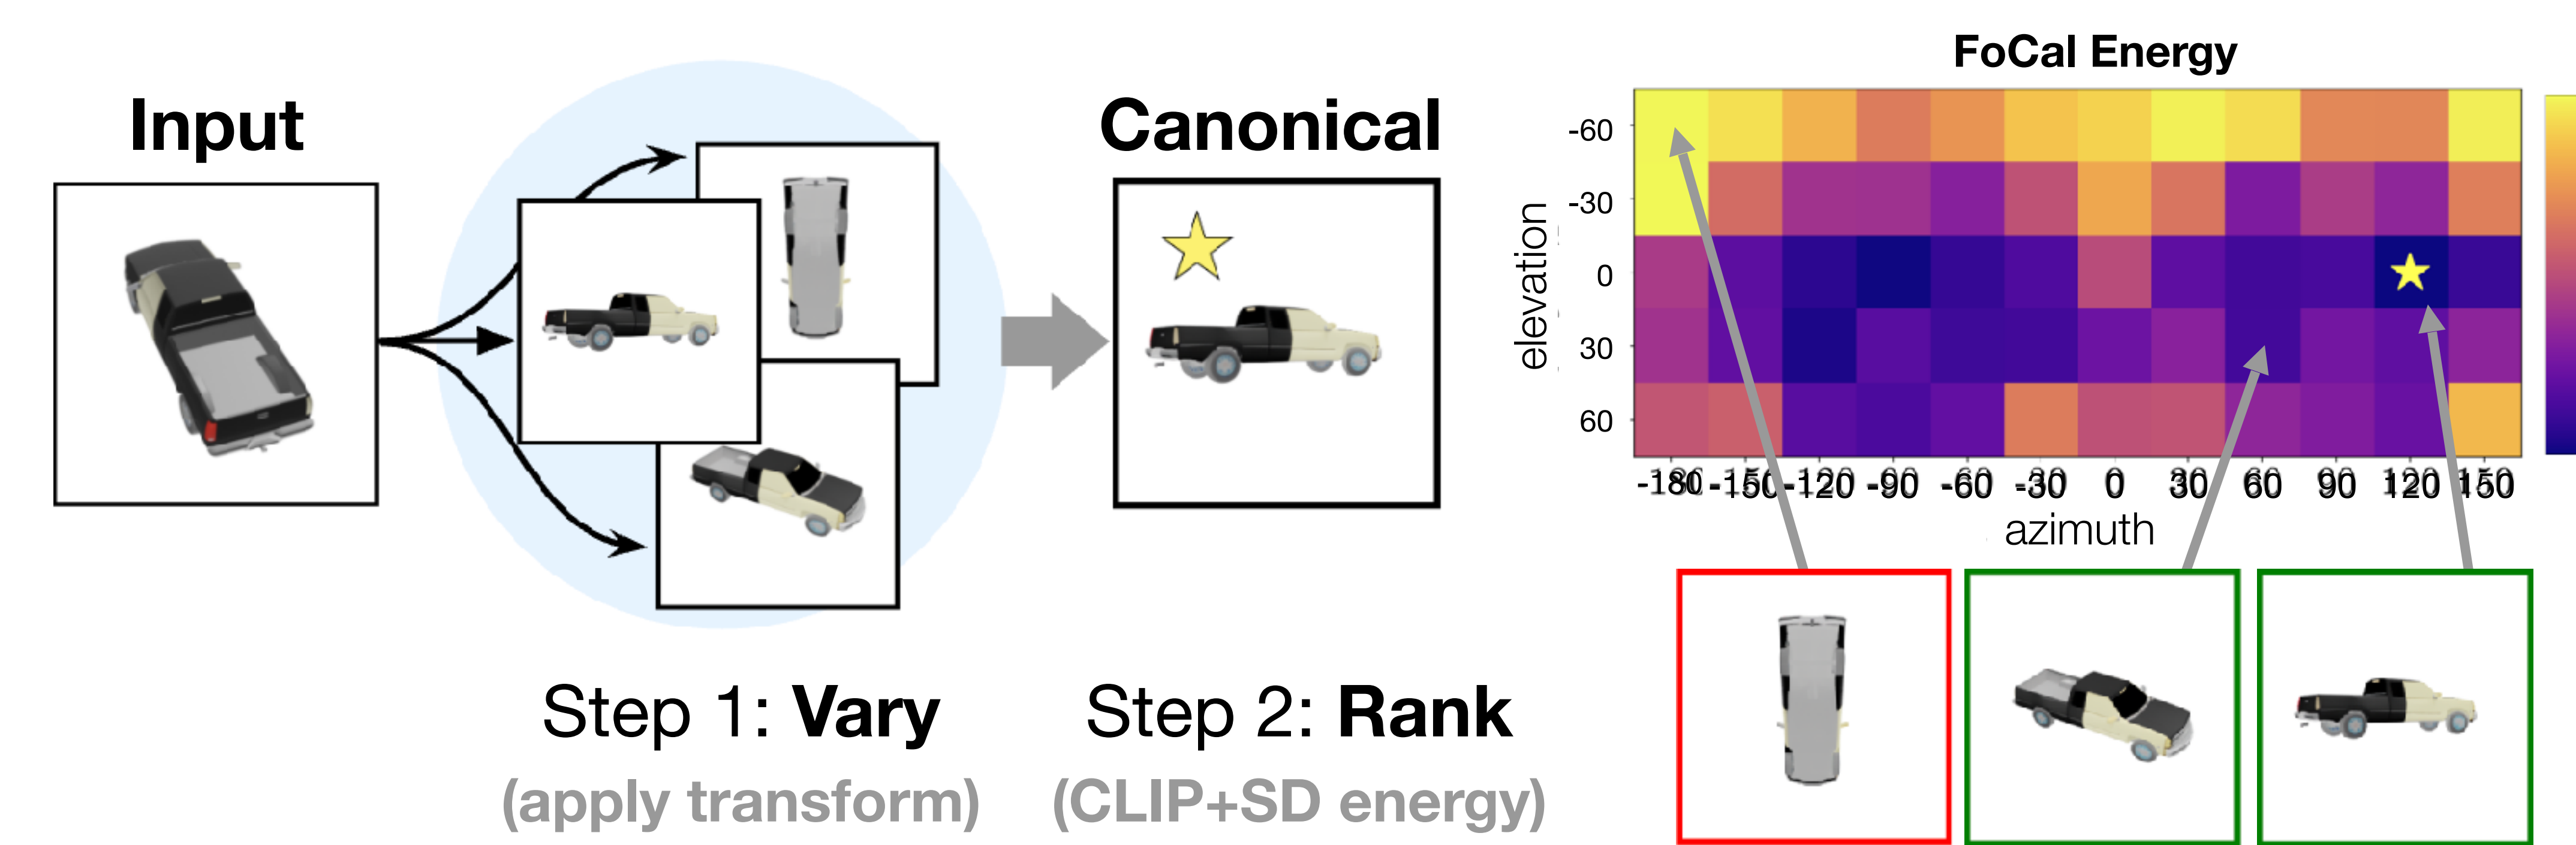 Input
Canonical
Step 1: Vary
(apply transform)
Step 2: Rank
(CLIP+SD energy)
FoCal Energy
elevation
-60
-30
0
30
60
-180 -150 -120 -90 -60 -30 0 30 60 90 120 150
azimuth